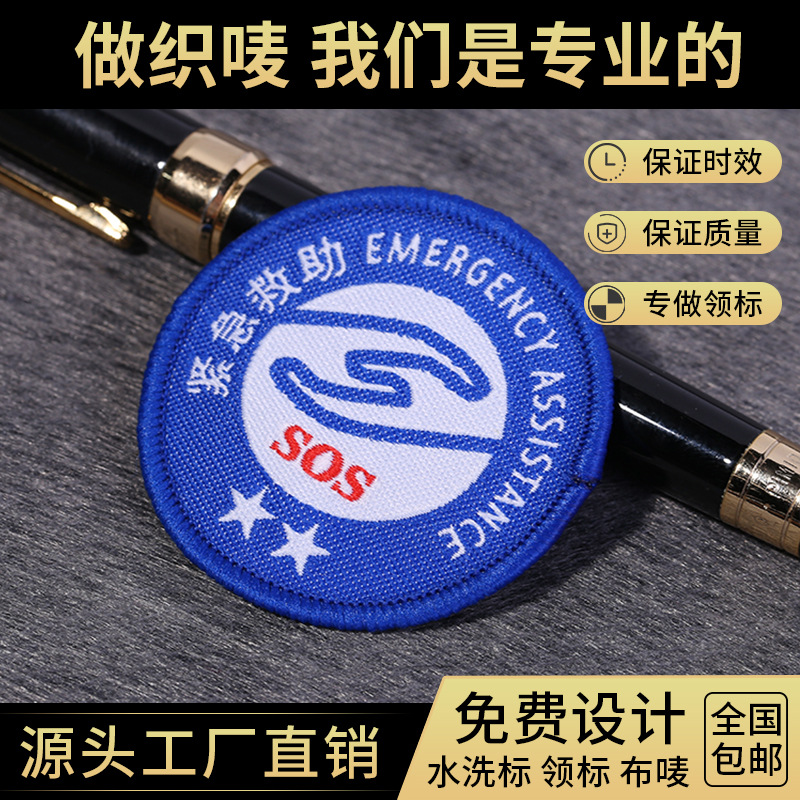 做织唛 我们是专业的
保证时效
保证质量
专做领标
紧急救助 EMERGENCY ASSISTANCE
SOS
源头工厂直销
免费设计
水洗标 领标 布唛
全国
包邮